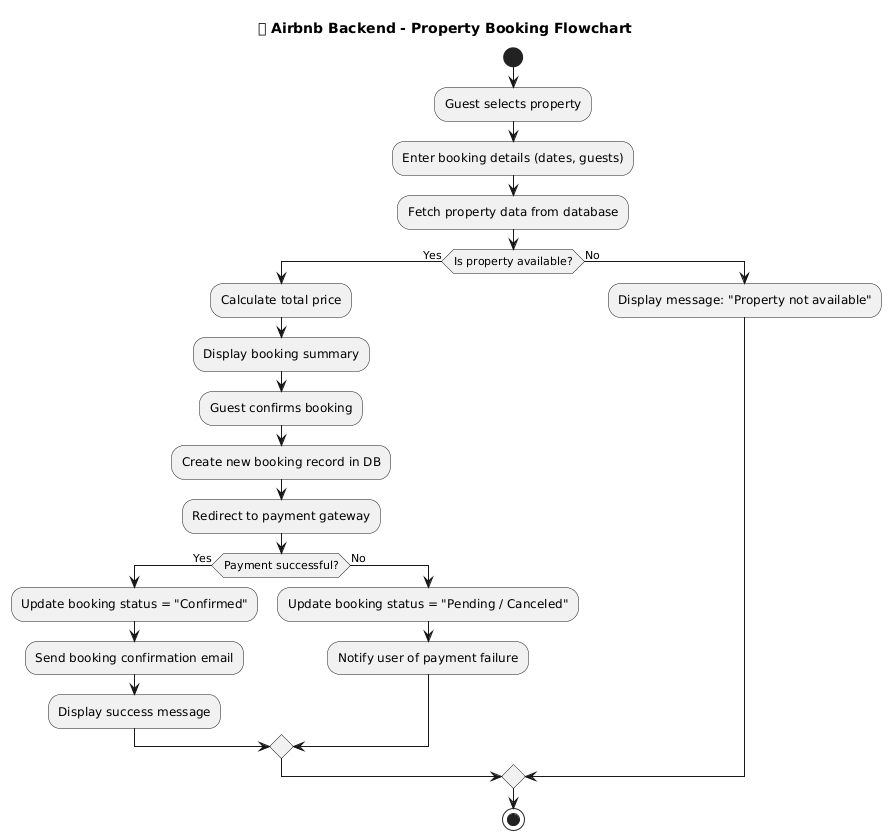 ▯ Airbnb Backend - Property Booking Flowchart
Guest selects property
Enter booking details (dates, guests)
Fetch property data from database
Is property available?
Yes
No
Calculate total price
Display message: "Property not available"
Display booking summary
Guest confirms booking
Create new booking record in DB
Redirect to payment gateway
Payment successful?
Yes
No
Update booking status = "Confirmed"
Update booking status = "Pending / Canceled"
Send booking confirmation email
Notify user of payment failure
Display success message